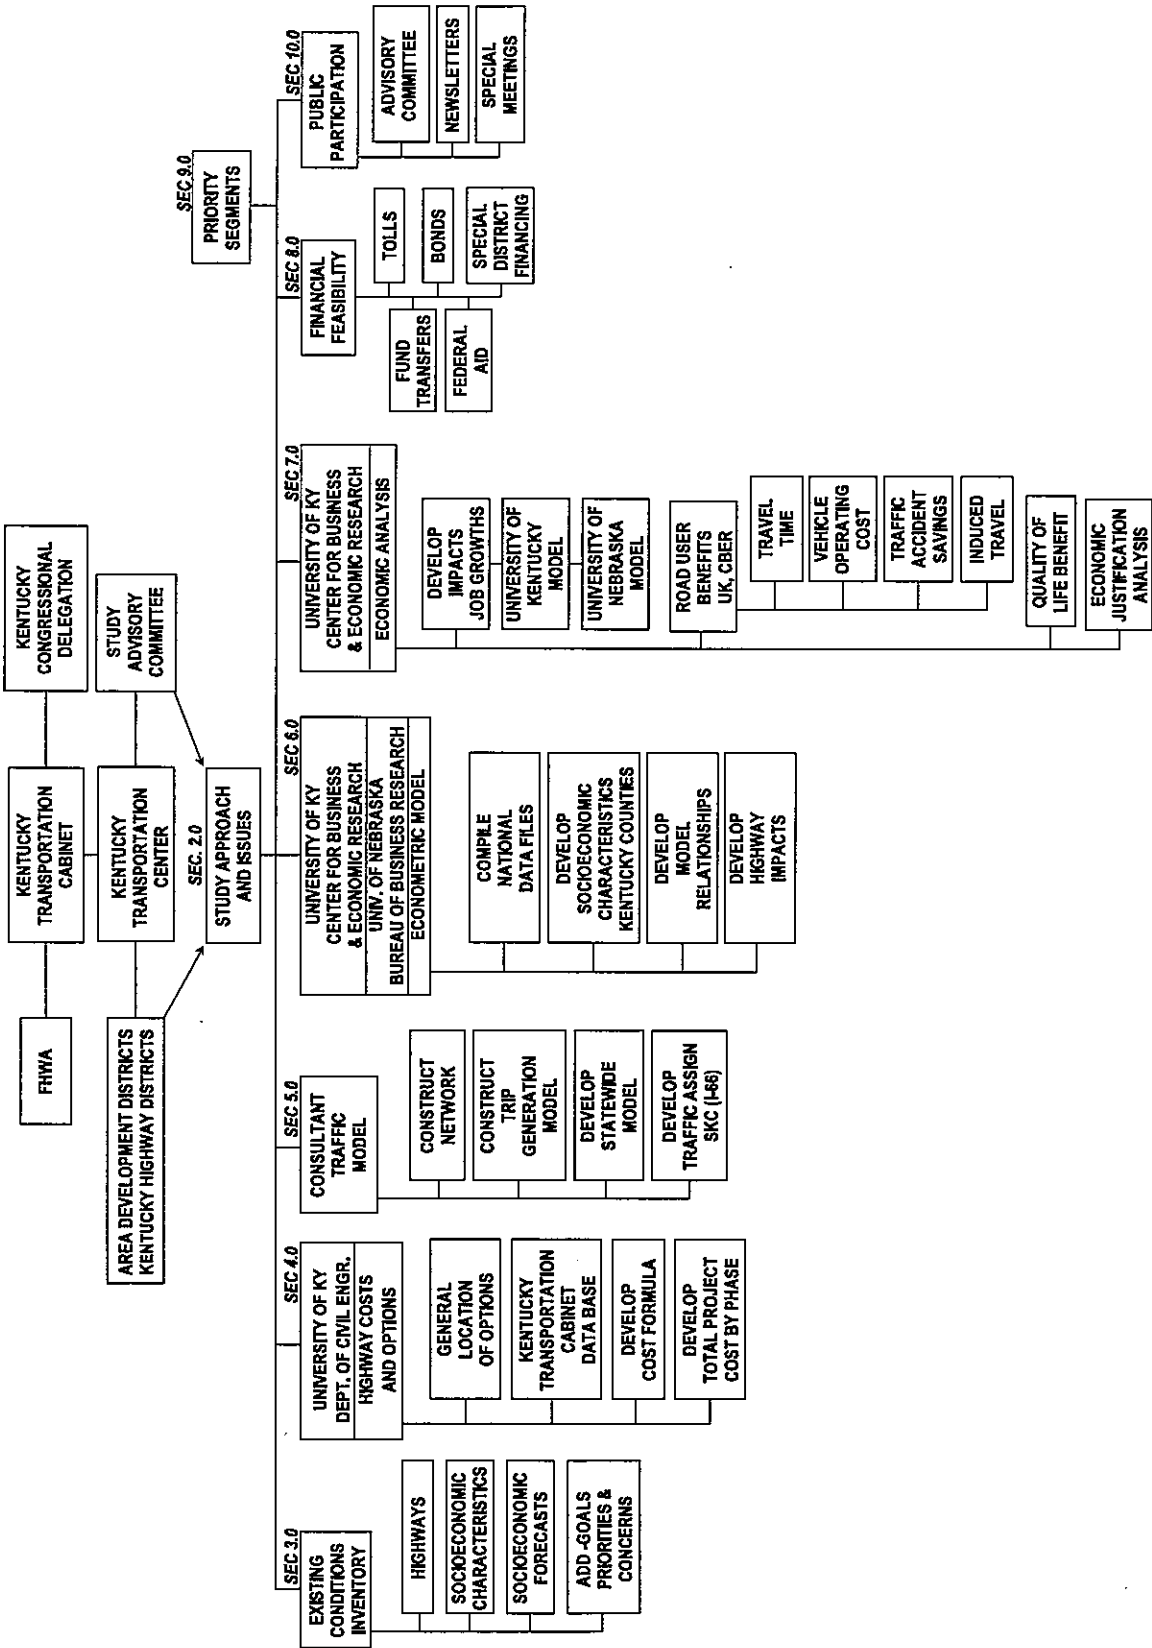 FHWA
KENTUCKY
TRANSPORTATION
CABINET
KENTUCKY
CONGRESSIONAL
DELEGATION
AREA DEVELOPMENT DISTRICTS
KENTUCKY HIGHWAY DISTRICTS
KENTUCKY
TRANSPORTATION
CENTER
STUDY
ADVISORY
COMMITTEE
SEC. 2.0
STUDY APPROACH
AND ISSUES
SEC 9.0
PRIORITY
SEGMENTS
SEC 3.0
EXISTING
CONDITIONS
INVENTORY
HIGHWAYS
SOCIOECONOMIC
CHARACTERISTICS
SOCIOECONOMIC
FORECASTS
ADD -GOALS
PRIORITIES &
CONCERNS
SEC 4.0
UNIVERSITY OF KY
DEPT. OF CIVIL ENGR.
HIGHWAY COSTS
AND OPTIONS
GENERAL
LOCATION
OF OPTIONS
KENTUCKY
TRANSPORTATION
CABINET
DATA BASE
DEVELOP
COST FORMULA
DEVELOP
TOTAL PROJECT
COST BY PHASE
SEC 5.0
CONSULTANT
TRAFFIC
MODEL
CONSTRUCT
NETWORK
CONSTRUCT
TRIP
GENERATION
MODEL
DEVELOP
STATEWIDE
MODEL
DEVELOP
TRAFFIC ASSIGN
SKC (I-66)
SEC 6.0
UNIVERSITY OF KY
CENTER FOR BUSINESS
& ECONOMIC RESEARCH
UNIV. OF NEBRASKA
BUREAU OF BUSINESS RESEARCH
ECONOMETRIC MODEL
COMPILE
NATIONAL
DATA FILES
DEVELOP
SOCIOECONOMIC
CHARACTERISTICS
KENTUCKY COUNTIES
DEVELOP
MODEL
RELATIONSHIPS
DEVELOP
HIGHWAY
IMPACTS
SEC 7.0
UNIVERSITY OF KY
CENTER FOR BUSINESS
& ECONOMIC RESEARCH
ECONOMIC ANALYSIS
DEVELOP
IMPACTS
JOB GROWTHS
UNIVERSITY OF
KENTUCKY
MODEL
UNIVERSITY OF
NEBRASKA
MODEL
ROAD USER
BENEFITS
UK, CBER
TRAVEL
TIME
VEHICLE
OPERATING
COST
TRAFFIC
ACCIDENT
SAVINGS
INDUCED
TRAVEL
QUALITY OF
LIFE BENEFIT
ECONOMIC
JUSTIFICATION
ANALYSIS
SEC 8.0
FINANCIAL
FEASIBILITY
TOLLS
FUND
TRANSFERS
BONDS
FEDERAL
AID
SPECIAL
DISTRICT
FINANCING
SEC 10.0
PUBLIC
PARTICIPATION
ADVISORY
COMMITTEE
NEWSLETTERS
SPECIAL
MEETINGS